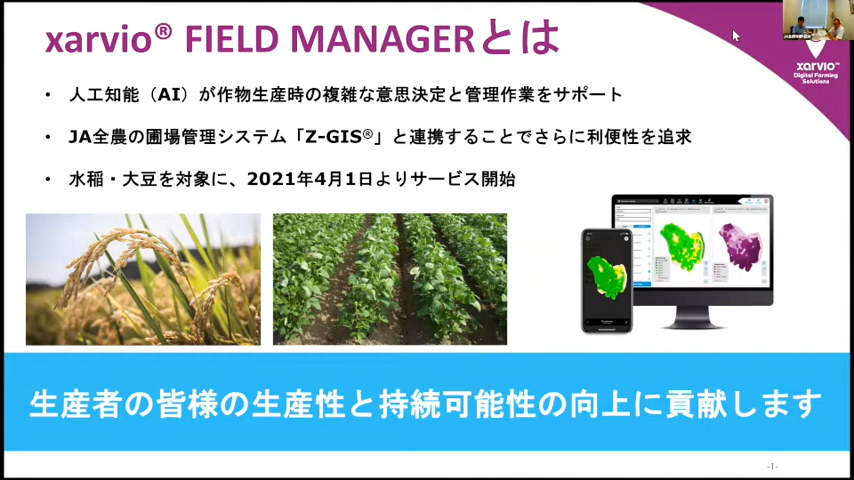 xarvio® FIELD MANAGERとは
• 人工知能（AI）が作物生産時の複雑な意思決定と管理作業をサポート
• JA全農の圃場管理システム「Z-GIS®」と連携することでさらに利便性を追求
• 水稲・大豆を対象に、2021年4月1日よりサービス開始
xarvio™
Digital Farming
Solutions
生産者の皆様の生産性と持続可能性の向上に貢献します
-1-